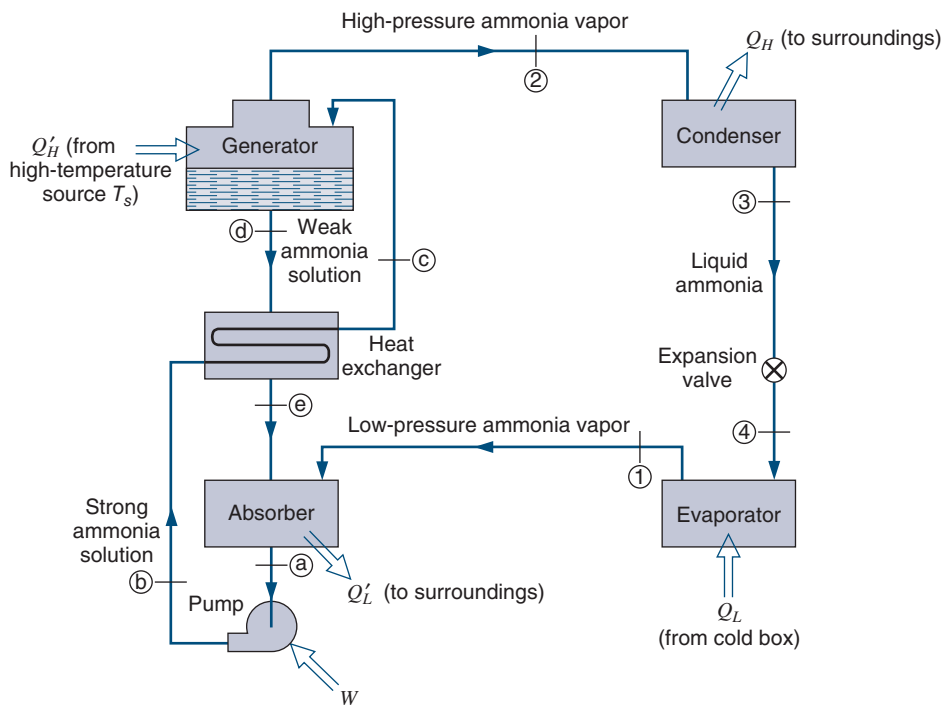 High-pressure ammonia vapor
Q_H (to surroundings)
②
Condenser
Q′_H (from
high-temperature
source T_s)
Generator
③
ⓓ
Weak
ammonia
solution
ⓒ
Liquid
ammonia
Heat
exchanger
Expansion
valve
ⓔ
Low-pressure ammonia vapor
④
①
Strong
ammonia
solution
Absorber
Evaporator
ⓐ
ⓑ
Q′_L (to surroundings)
Pump
Q_L
(from cold box)
W